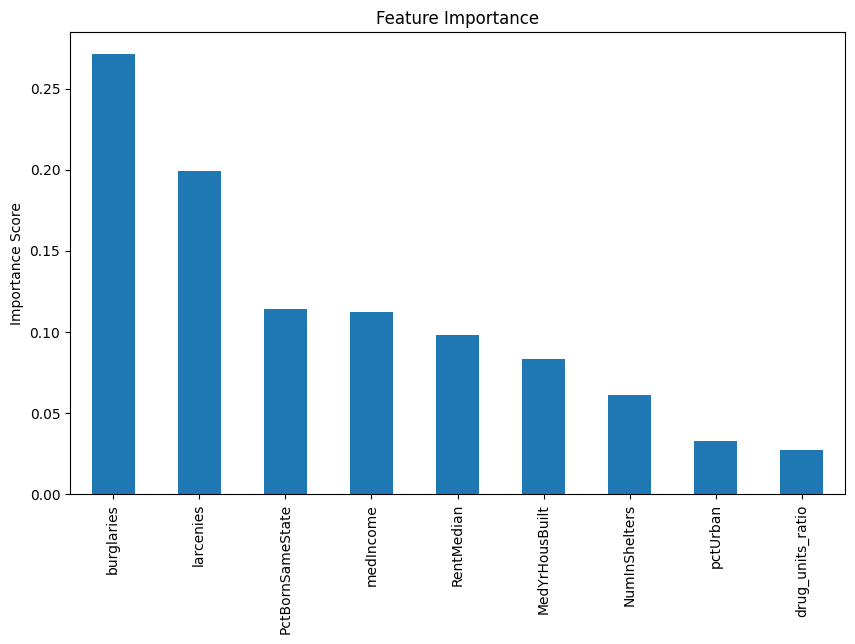 Feature Importance
Importance Score
0.25
0.20
0.15
0.10
0.05
0.00
burglaries
larcenies
PctBornSameState
medIncome
RentMedian
MedYrHousBuilt
NumInShelters
pctUrban
drug_units_ratio